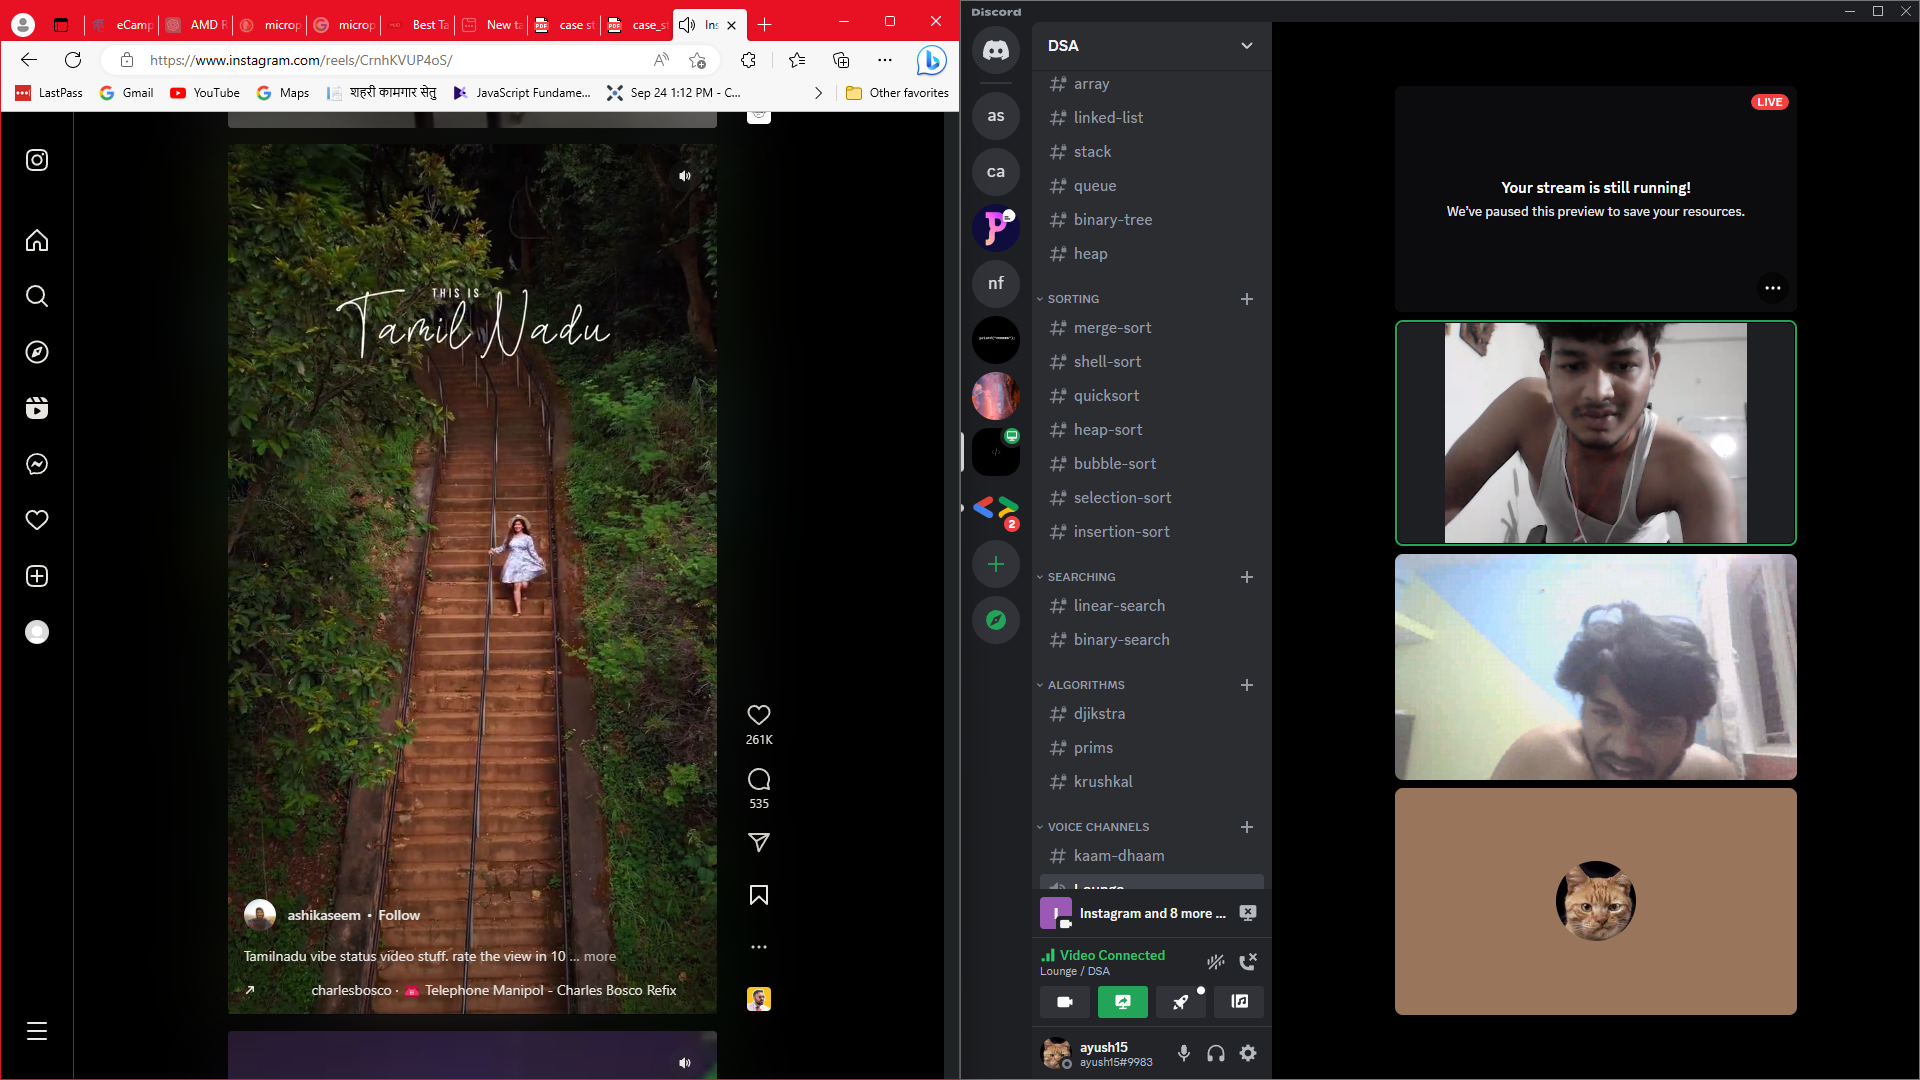 eCamp
AMD R
microp
microp
Best Ta
New ta
case st
case_st
Ins
https://www.instagram.com/reels/CrnhKVUP4oS/
LastPass
Gmail
YouTube
Maps
शहरी कामगार सेतु
JavaScript Fundame...
Sep 24 1:12 PM - C...
Other favorites
THIS IS
Tamil Nadu
261K
535
ashikaseem • Follow
Tamilnadu vibe status video stuff. rate the view in 10 ... more
charlesbosco · Telephone Manipol - Charles Bosco Refix
Discord
as
ca
nf
2
DSA
array
linked-list
stack
queue
binary-tree
heap
SORTING
merge-sort
shell-sort
quicksort
heap-sort
bubble-sort
selection-sort
insertion-sort
SEARCHING
linear-search
binary-search
ALGORITHMS
djikstra
prims
krushkal
VOICE CHANNELS
kaam-dhaam
Lounge
I
Instagram and 8 more ...
Video Connected
Lounge / DSA
ayush15
ayush15#9983
LIVE
Your stream is still running!
We've paused this preview to save your resources.